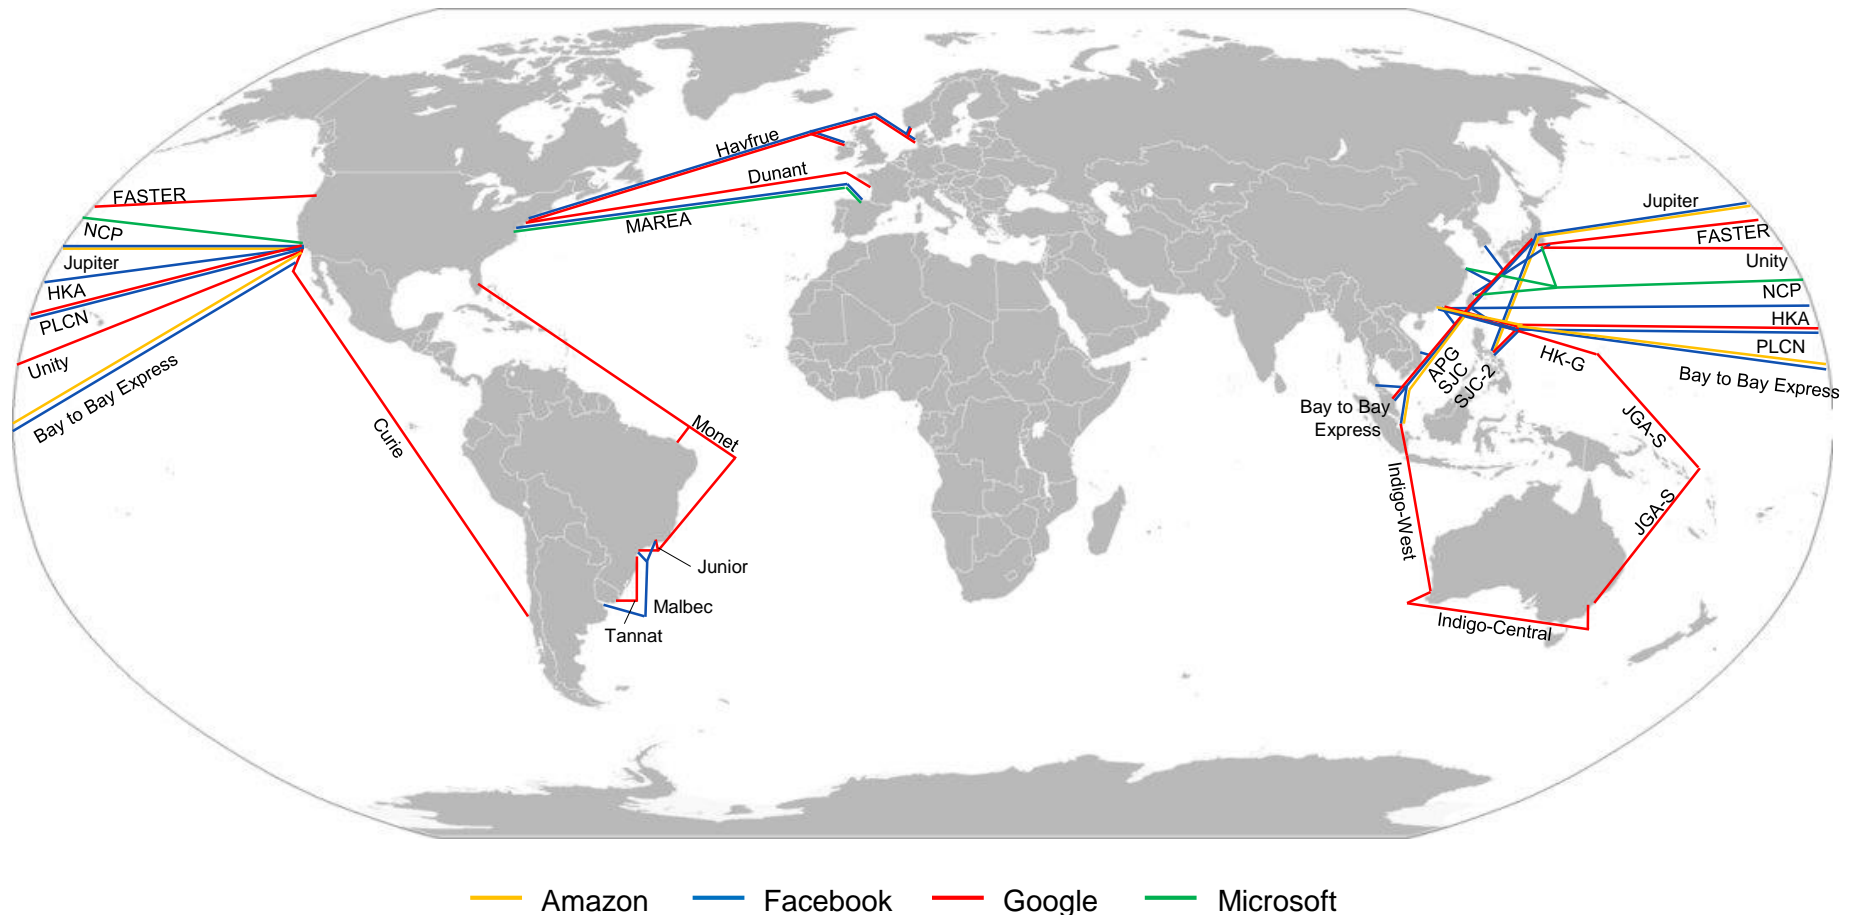 FASTER
NCP
Jupiter
HKA
PLCN
Unity
Bay to Bay Express
Curie
Havfrue
Dunant
MAREA
Monet
Junior
Malbec
Tannat
Jupiter
FASTER
Unity
NCP
HKA
PLCN
Bay to Bay Express
HK-G
APG
SJC
SJC-2
Bay to Bay
Express
JGA-S
JGA-S
Indigo-West
Indigo-Central
Amazon
Facebook
Google
Microsoft